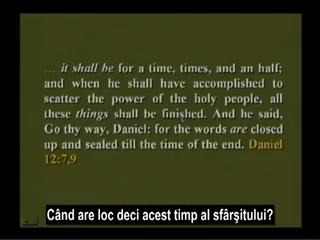 … it shall be for a time, times, and an half;
and when he shall have accomplished to
scatter the power of the holy people, all
these things shall be finished. And he said,
Go thy way, Daniel: for the words are closed
up and sealed till the time of the end. Daniel
12:7,9
Când are loc deci acest timp al sfârşitului?